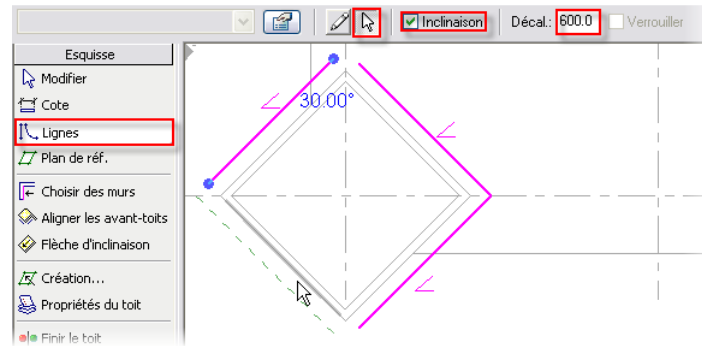 Inclinaison Décal.: 600.0 Verrouiller
Esquisse
Modifier
Cote
Lignes
Plan de réf.
Choisir des murs
Aligner les avant-toits
Flèche d'inclinaison
Création...
Propriétés du toit
Finir le toit
30.00°